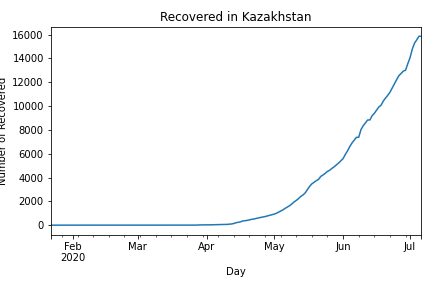 Recovered in Kazakhstan
Number of Recovered
16000
14000
12000
10000
8000
6000
4000
2000
0
Feb Mar Apr May Jun Jul
2020
Day